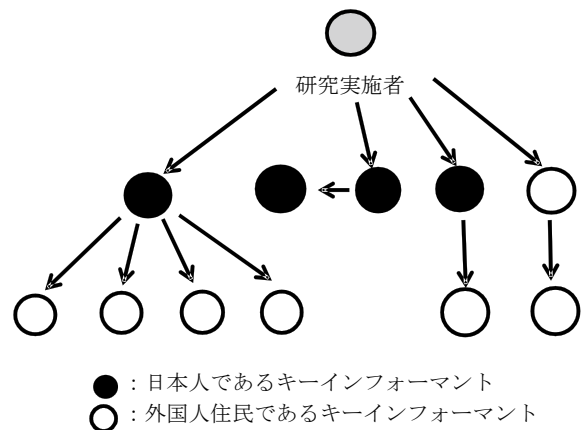 研究実施者
：日本人であるキーインフォーマント
：外国人住民であるキーインフォーマント